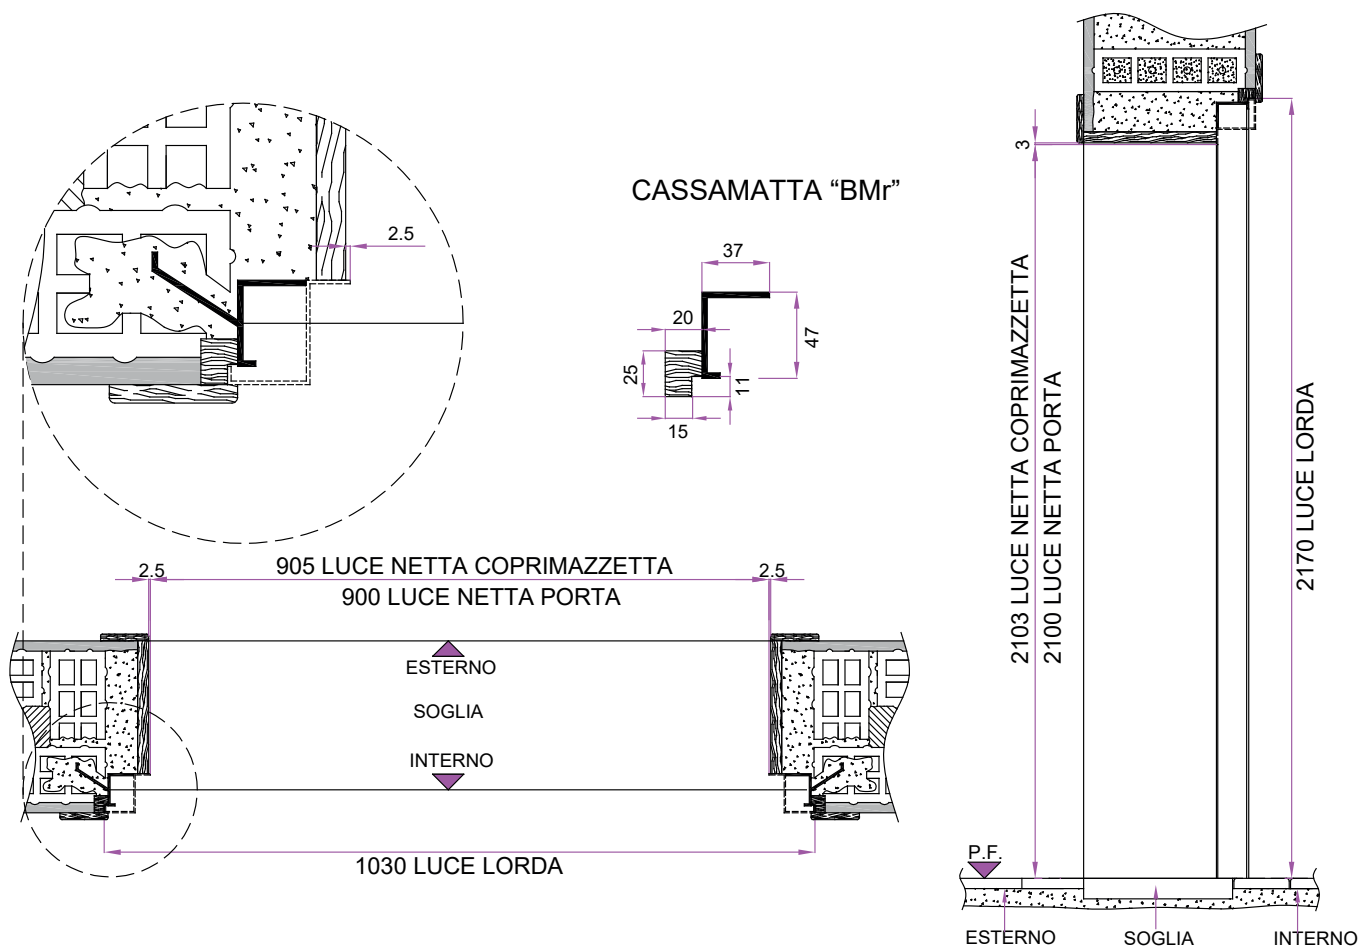 2.5
CASSAMATTA “BMr”
37
20
47
25
11
15
3
2103 LUCE NETTA COPRIMAZZETTA
2100 LUCE NETTA PORTA
2170 LUCE LORDA
2.5
905 LUCE NETTA COPRIMAZZETTA
2.5
900 LUCE NETTA PORTA
ESTERNO
SOGLIA
INTERNO
1030 LUCE LORDA
P.F.
ESTERNO
SOGLIA
INTERNO